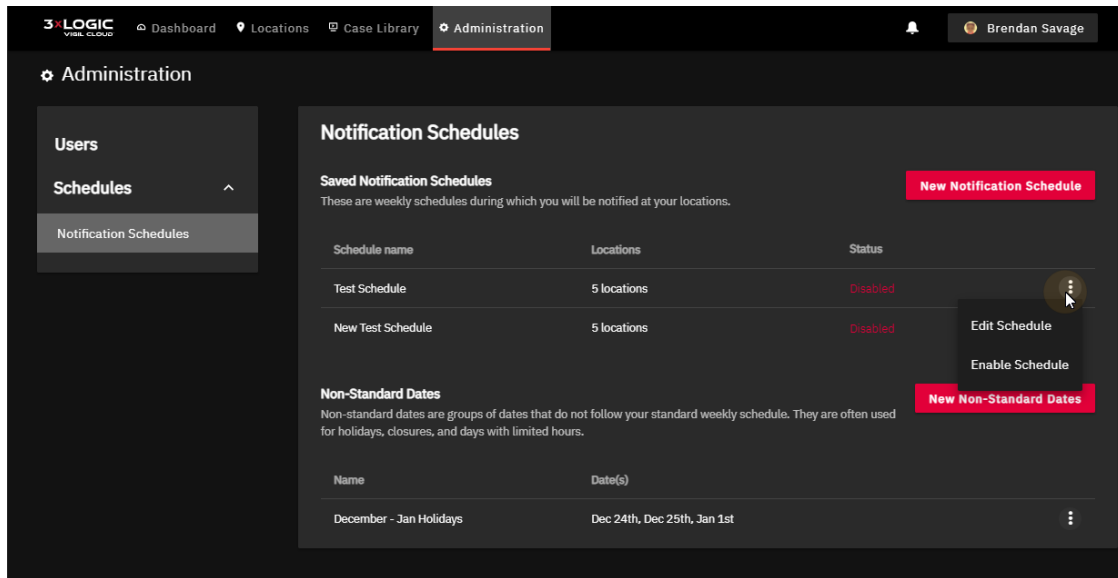 3xLOGIC
VIGIL CLOUD
Dashboard
Locations
Case Library
Administration
Brendan Savage
Administration
Users
Schedules
Notification Schedules
Notification Schedules
Saved Notification Schedules
These are weekly schedules during which you will be notified at your locations.
New Notification Schedule
Schedule name Locations Status
Test Schedule 5 locations Disabled
New Test Schedule 5 locations Disabled
Edit Schedule
Enable Schedule
Non-Standard Dates
Non-standard dates are groups of dates that do not follow your standard weekly schedule. They are often used
for holidays, closures, and days with limited hours.
New Non-Standard Dates
Name Date(s)
December - Jan Holidays Dec 24th, Dec 25th, Jan 1st